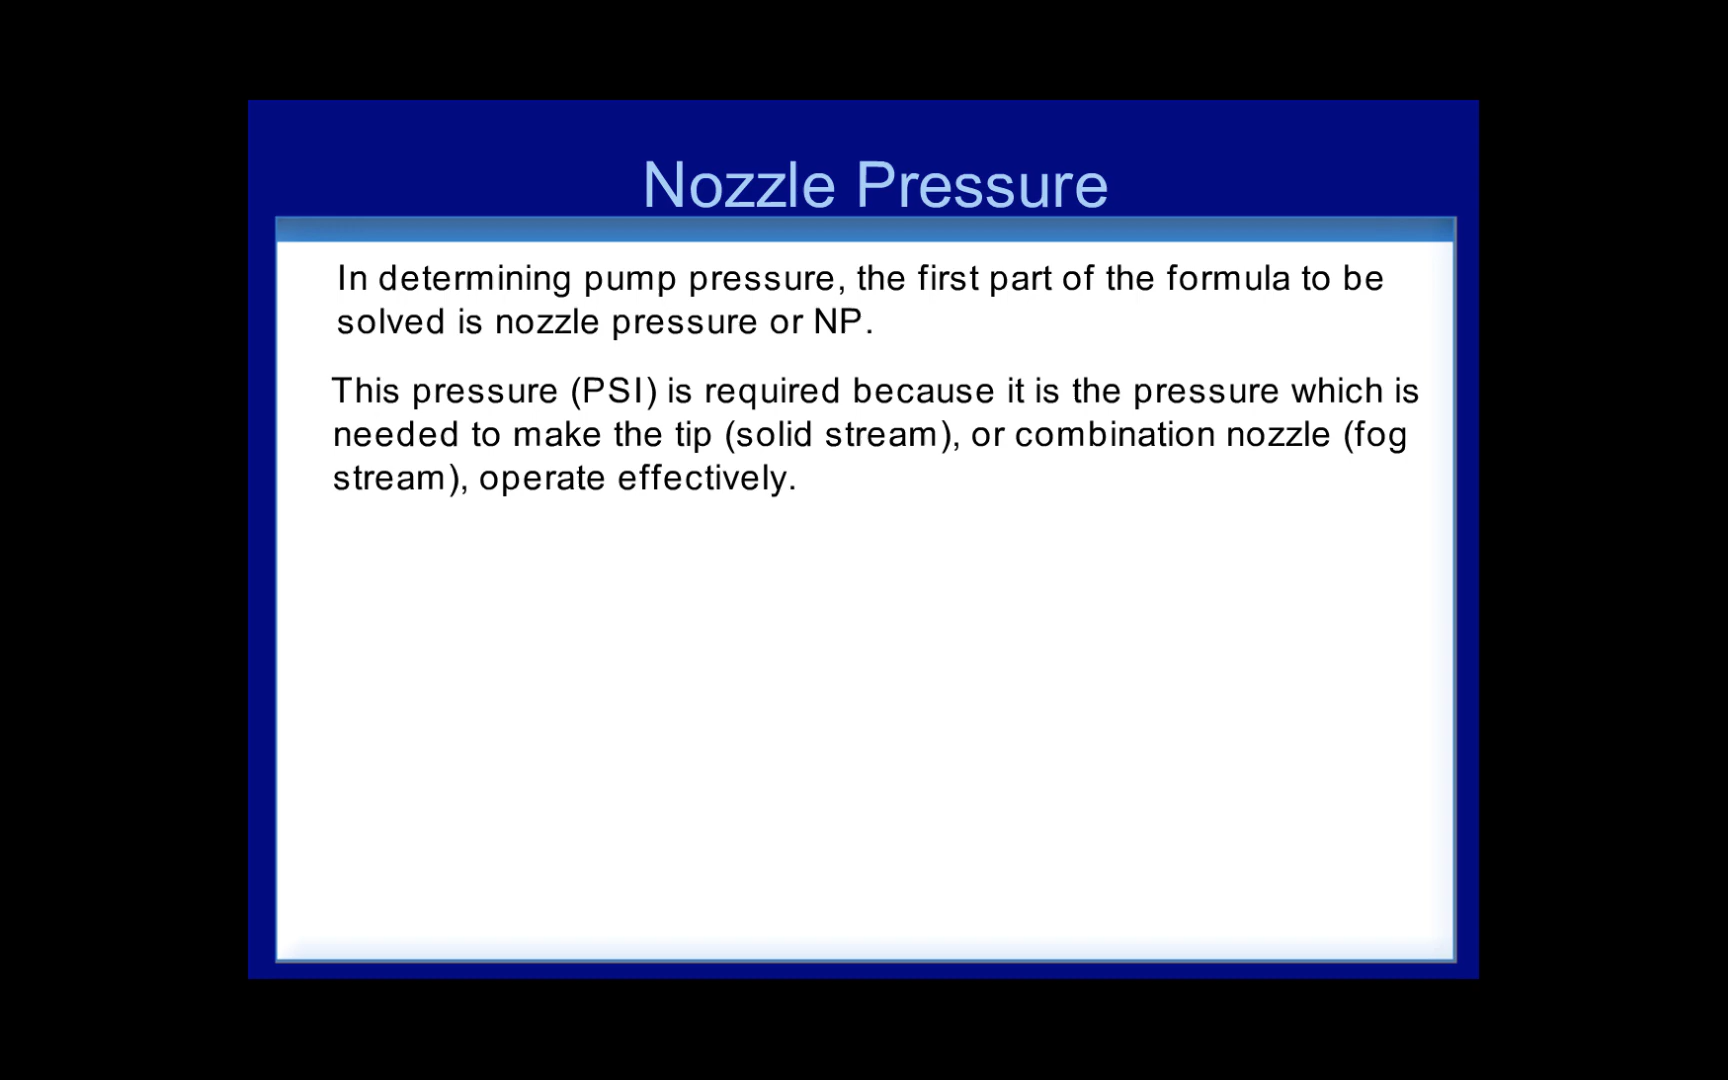 Nozzle Pressure
In determining pump pressure, the first part of the formula to be
solved is nozzle pressure or NP.
This pressure (PSI) is required because it is the pressure which is
needed to make the tip (solid stream), or combination nozzle (fog
stream), operate effectively.